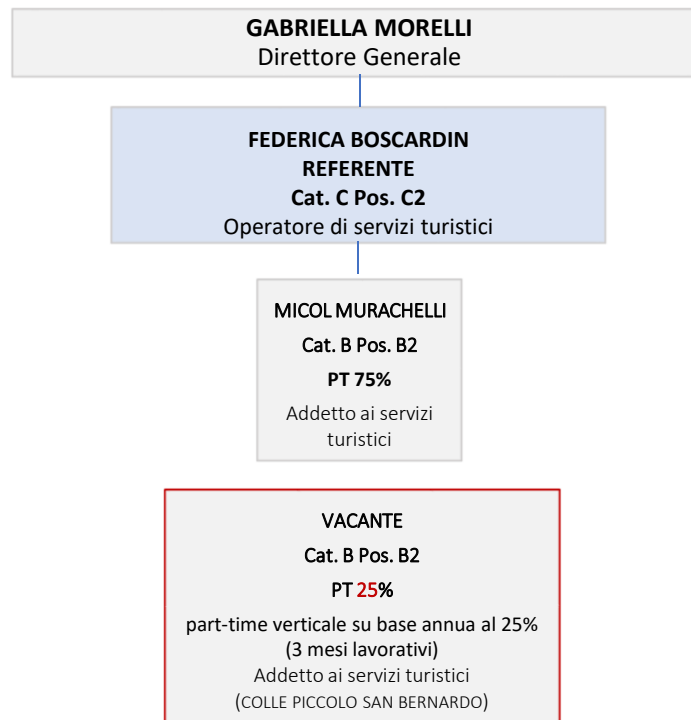 GABRIELLA MORELLI
Direttore Generale
FEDERICA BOSCARDIN
REFERENTE
Cat. C Pos. C2
Operatore di servizi turistici
MICOL MURACHELLI
Cat. B Pos. B2
PT 75%
Addetto ai servizi
turistici
VACANTE
Cat. B Pos. B2
PT 25%
part-time verticale su base annua al 25%
(3 mesi lavorativi)
Addetto ai servizi turistici
(COLLE PICCOLO SAN BERNARDO)